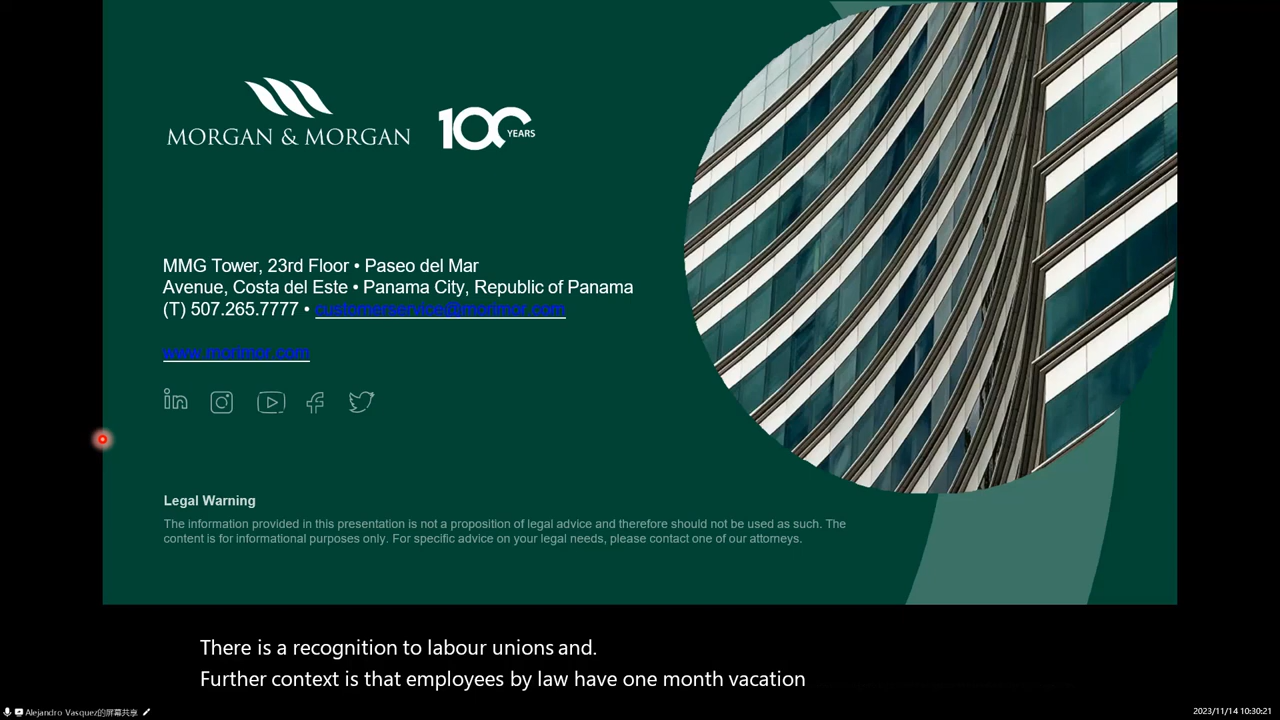 MORGAN & MORGAN
100 YEARS
MMG Tower, 23rd Floor • Paseo del Mar
Avenue, Costa del Este • Panama City, Republic of Panama
(T) 507.265.7777 • customerservice@morimor.com
www.morimor.com
Legal Warning
The information provided in this presentation is not a proposition of legal advice and therefore should not be used as such. The
content is for informational purposes only. For specific advice on your legal needs, please contact one of our attorneys.
There is a recognition to labour unions and.
Further context is that employees by law have one month vacation
Alejandro Vasquez的屏幕共享
2023/11/14 10:30:21